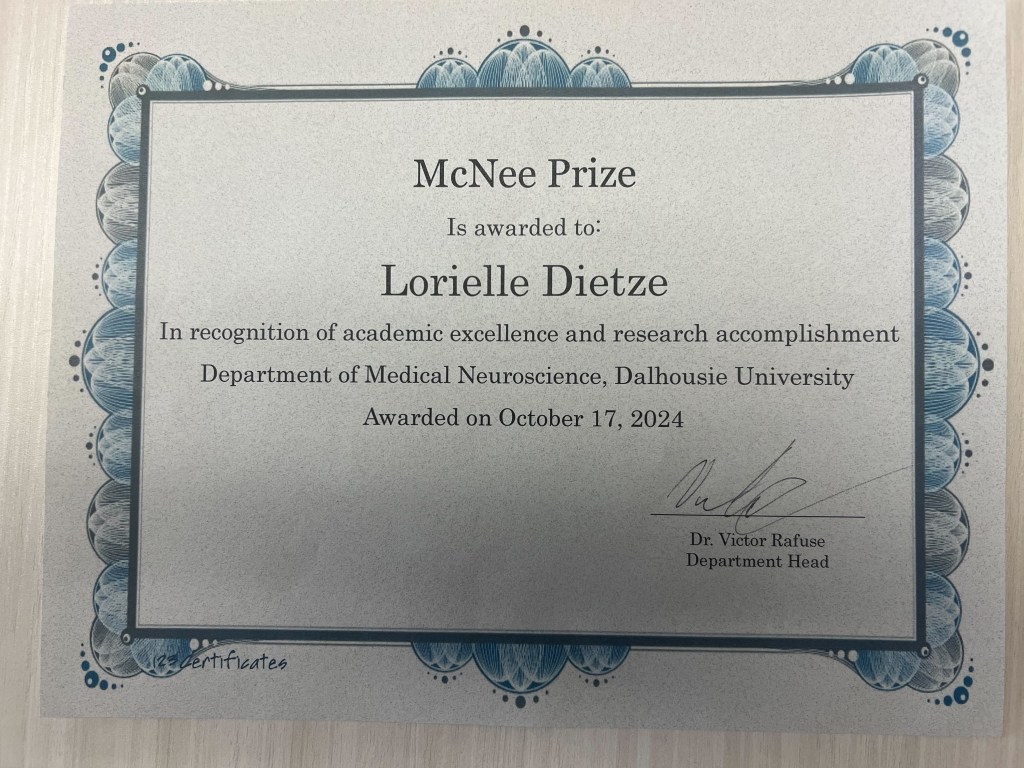 McNee Prize
Is awarded to:
Lorielle Dietze
In recognition of academic excellence and research accomplishment
Department of Medical Neuroscience, Dalhousie University
Awarded on October 17, 2024
Dr. Victor Rafuse
Department Head
123Certificates